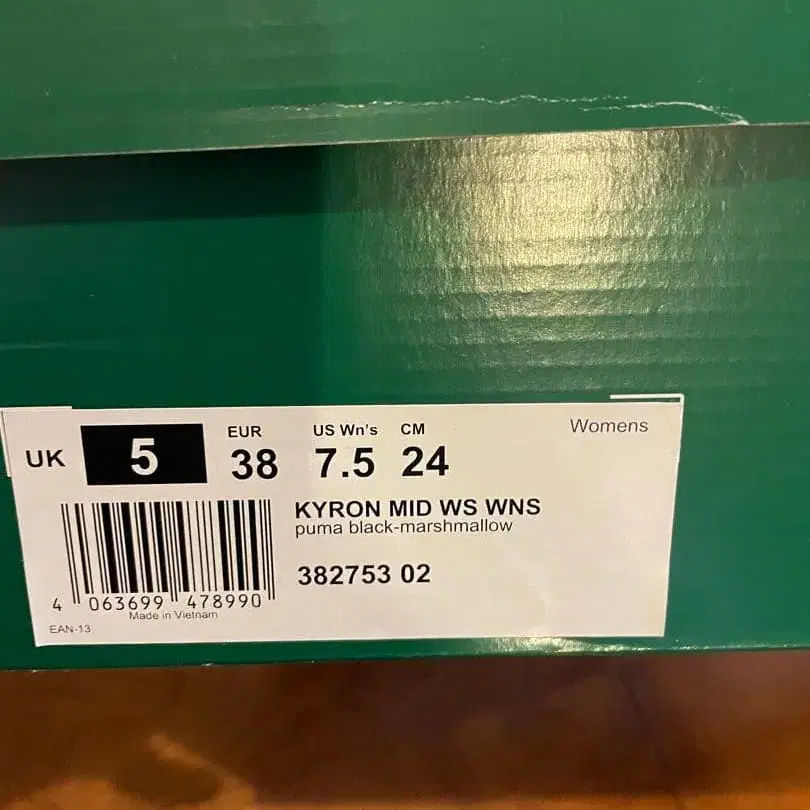 Womens
UK 5 EUR 38 US Wn's 7.5 CM 24
KYRON MID WS WNS
puma black-marshmallow
382753 02
4 063699 478990
Made in Vietnam
EAN-13